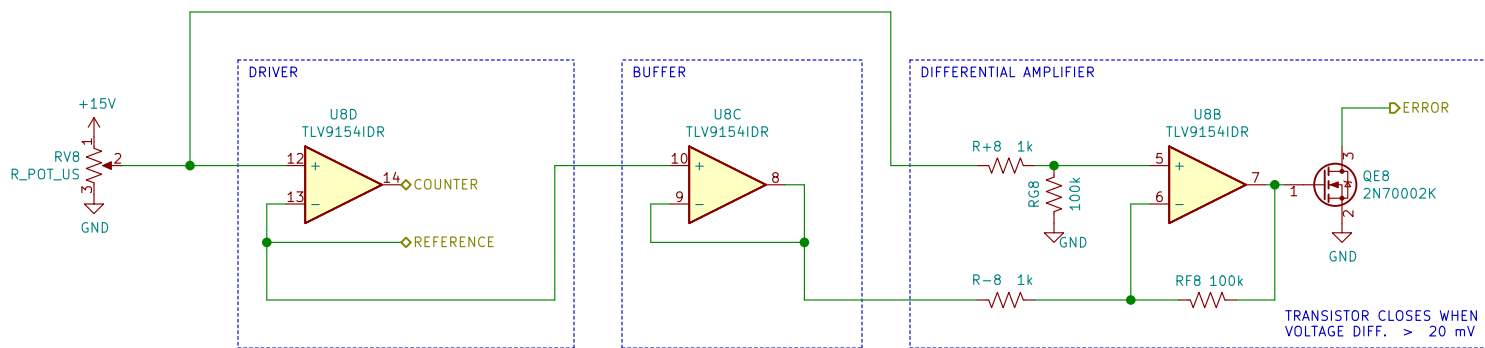 DRIVER
BUFFER
DIFFERENTIAL AMPLIFIER
+15V
1
RV8
R_POT_US
2
3
GND
U8D
TLV9154IDR
12
+
13
-
14
COUNTER
REFERENCE
U8C
TLV9154IDR
10
+
9
-
8
R+8 1k
RG8
100k
GND
R-8 1k
U8B
TLV9154IDR
5
+
6
-
7
RF8 100k
ERROR
3
1
2
QE8
2N70002K
GND
TRANSISTOR CLOSES WHEN
VOLTAGE DIFF. > 20 mV